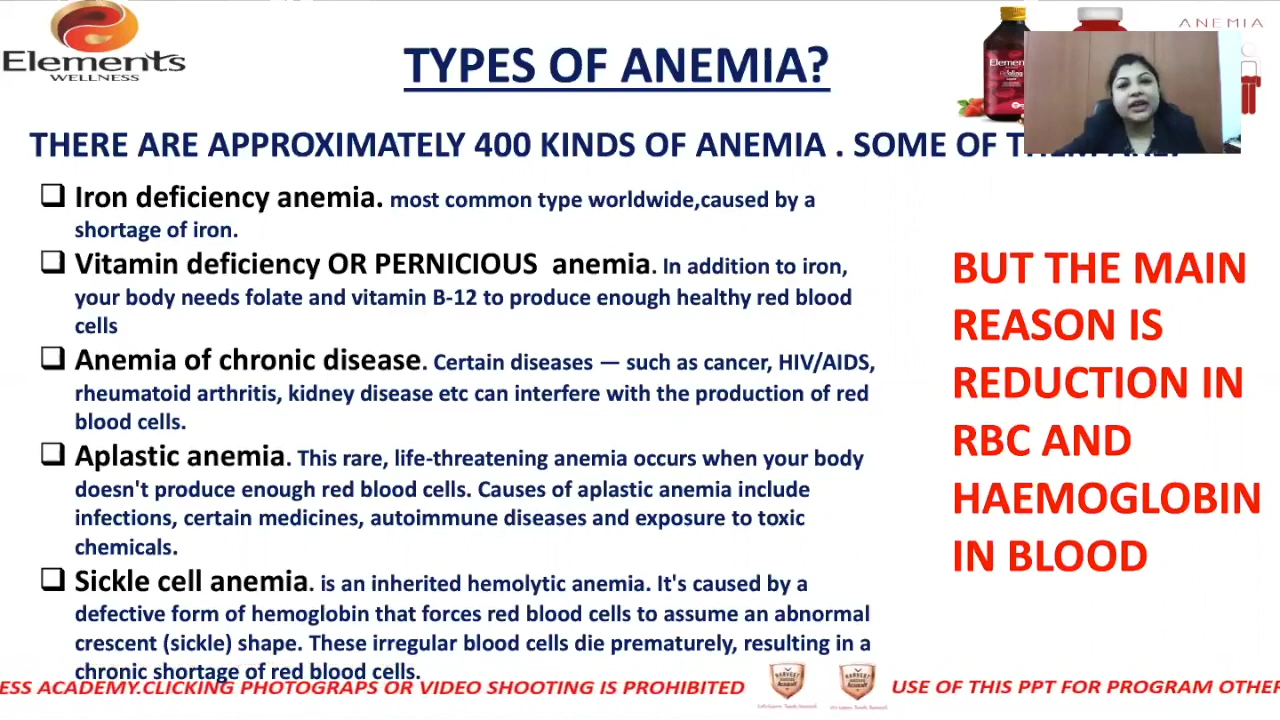 Elements
WELLNESS
TYPES OF ANEMIA?
ANEMIA
Elements
THERE ARE APPROXIMATELY 400 KINDS OF ANEMIA . SOME OF THEM ARE:
❑ Iron deficiency anemia. most common type worldwide,caused by a
shortage of iron.
❑ Vitamin deficiency OR PERNICIOUS anemia. In addition to iron,
your body needs folate and vitamin B-12 to produce enough healthy red blood
cells
❑ Anemia of chronic disease. Certain diseases — such as cancer, HIV/AIDS,
rheumatoid arthritis, kidney disease etc can interfere with the production of red
blood cells.
❑ Aplastic anemia. This rare, life-threatening anemia occurs when your body
doesn't produce enough red blood cells. Causes of aplastic anemia include
infections, certain medicines, autoimmune diseases and exposure to toxic
chemicals.
❑ Sickle cell anemia. is an inherited hemolytic anemia. It's caused by a
defective form of hemoglobin that forces red blood cells to assume an abnormal
crescent (sickle) shape. These irregular blood cells die prematurely, resulting in a
chronic shortage of red blood cells.
BUT THE MAIN
REASON IS
REDUCTION IN
RBC AND
HAEMOGLOBIN
IN BLOOD
ESS ACADEMY.CLICKING PHOTOGRAPS OR VIDEO SHOOTING IS PROHIBITED
HARVEST
HARVEST
USE OF THIS PPT FOR PROGRAM OTHE